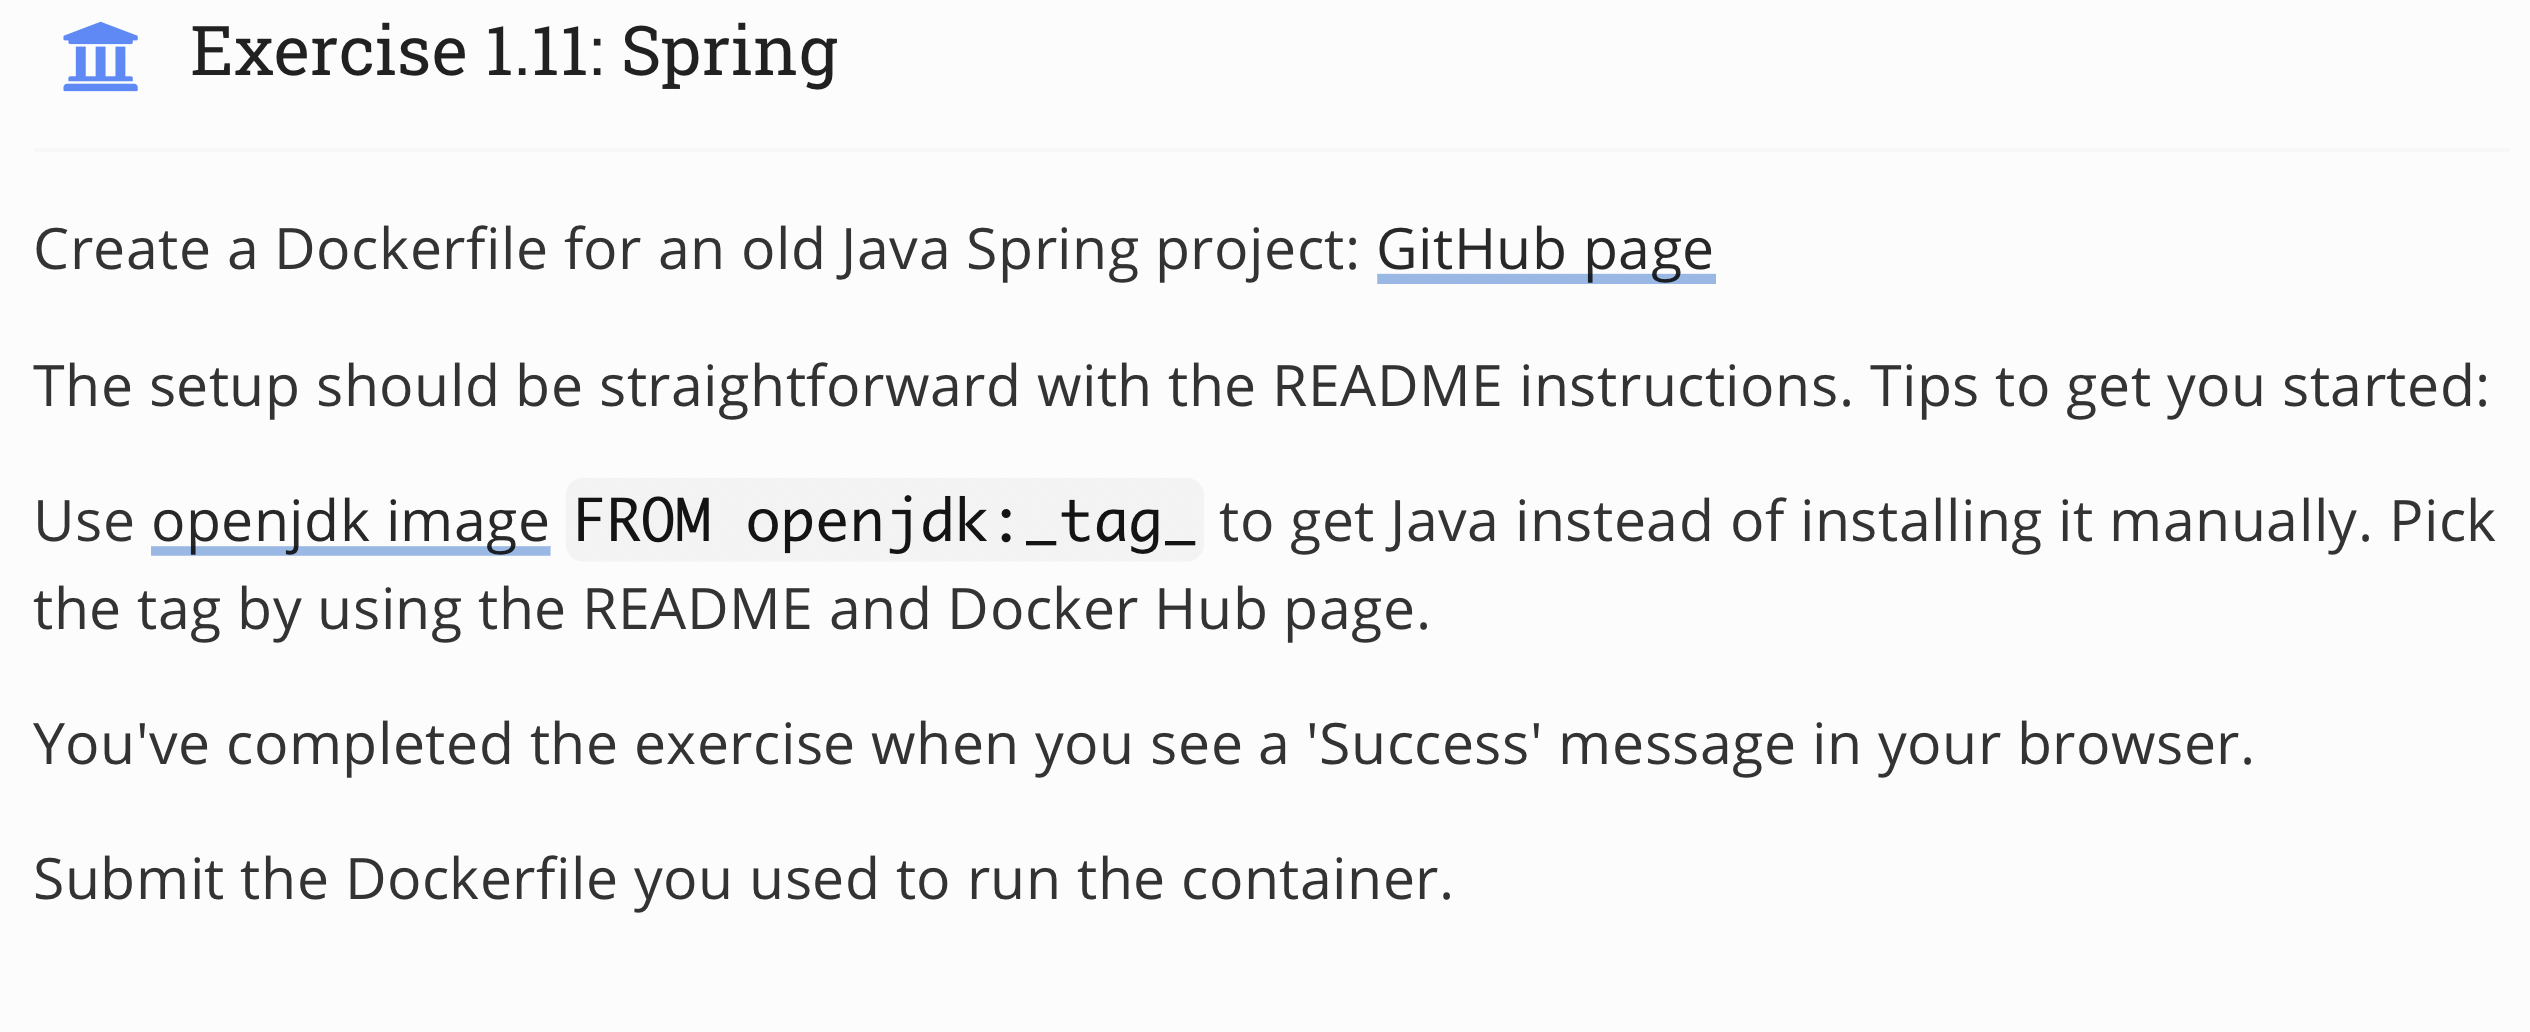 Exercise 1.11: Spring
Create a Dockerfile for an old Java Spring project: GitHub page
The setup should be straightforward with the README instructions. Tips to get you started:
Use openjdk image FROM openjdk:_tag_ to get Java instead of installing it manually. Pick
the tag by using the README and Docker Hub page.
You've completed the exercise when you see a 'Success' message in your browser.
Submit the Dockerfile you used to run the container.